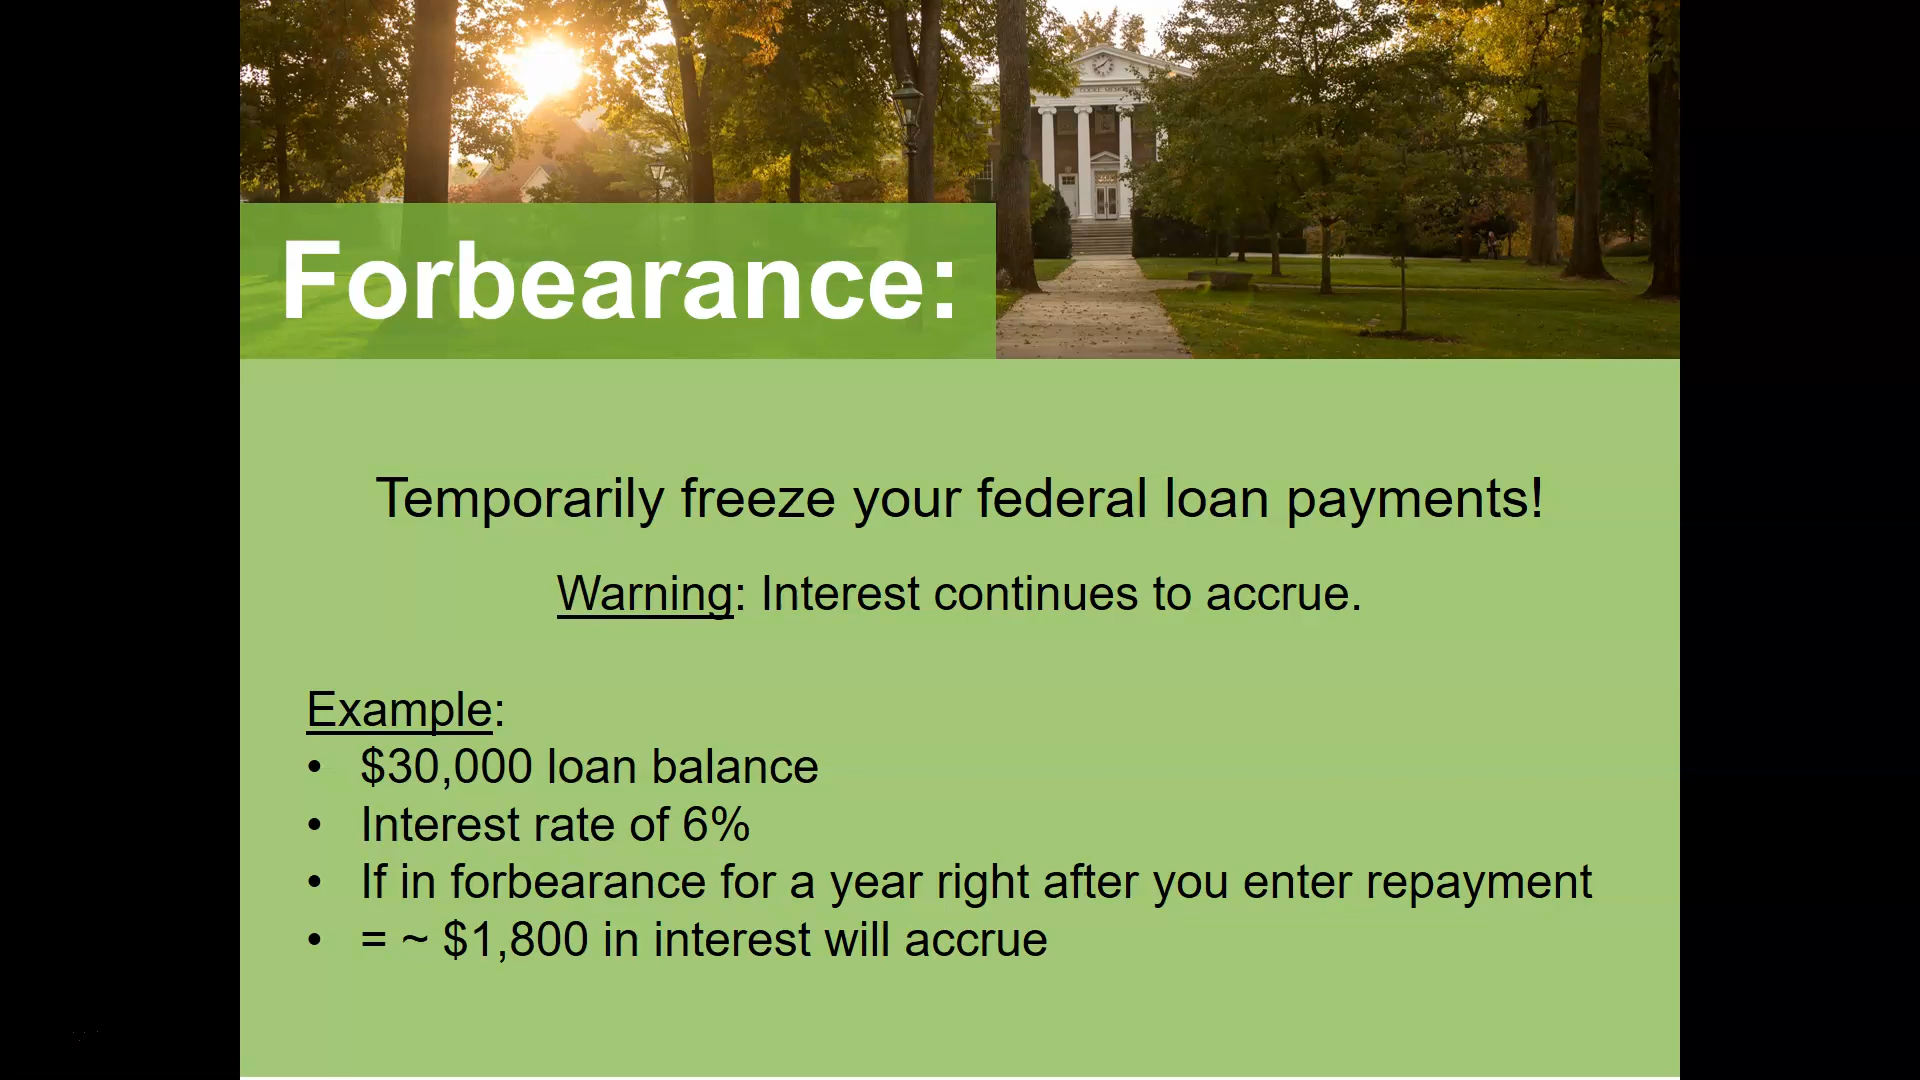 Forbearance:
Temporarily freeze your federal loan payments!
Warning: Interest continues to accrue.
Example:
• $30,000 loan balance
• Interest rate of 6%
• If in forbearance for a year right after you enter repayment
• = ~ $1,800 in interest will accrue